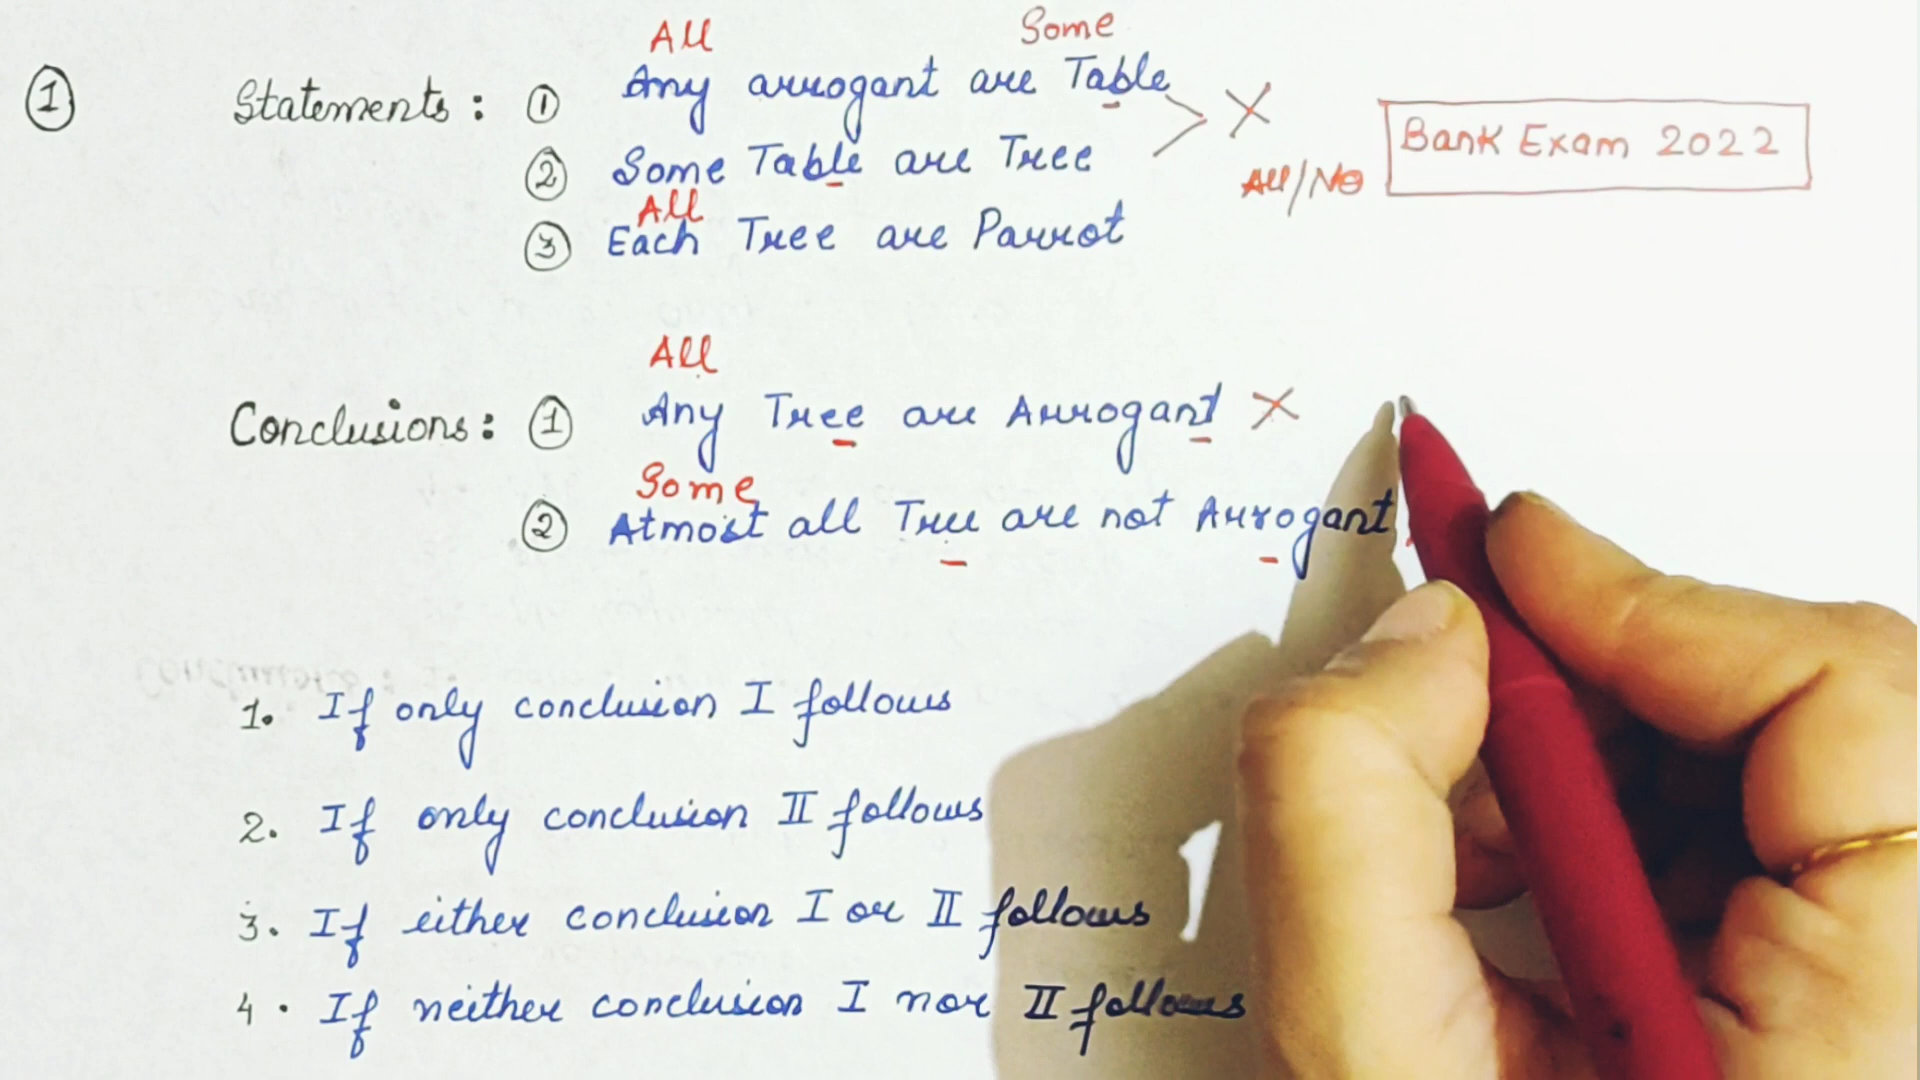 All Some
① Statements : ① Any arrogant are Table
② Some Table are Tree
All/No
Bank Exam 2022
All
③ Each Tree are Parrot
All
Conclusions : ① Any Tree are Arrogant
Some
② Atmost all Tree are not Arrogant
1. If only conclusion I follows
2. If only conclusion II follows
3. If either conclusion I or II follows
4. If neither conclusion I nor II follows